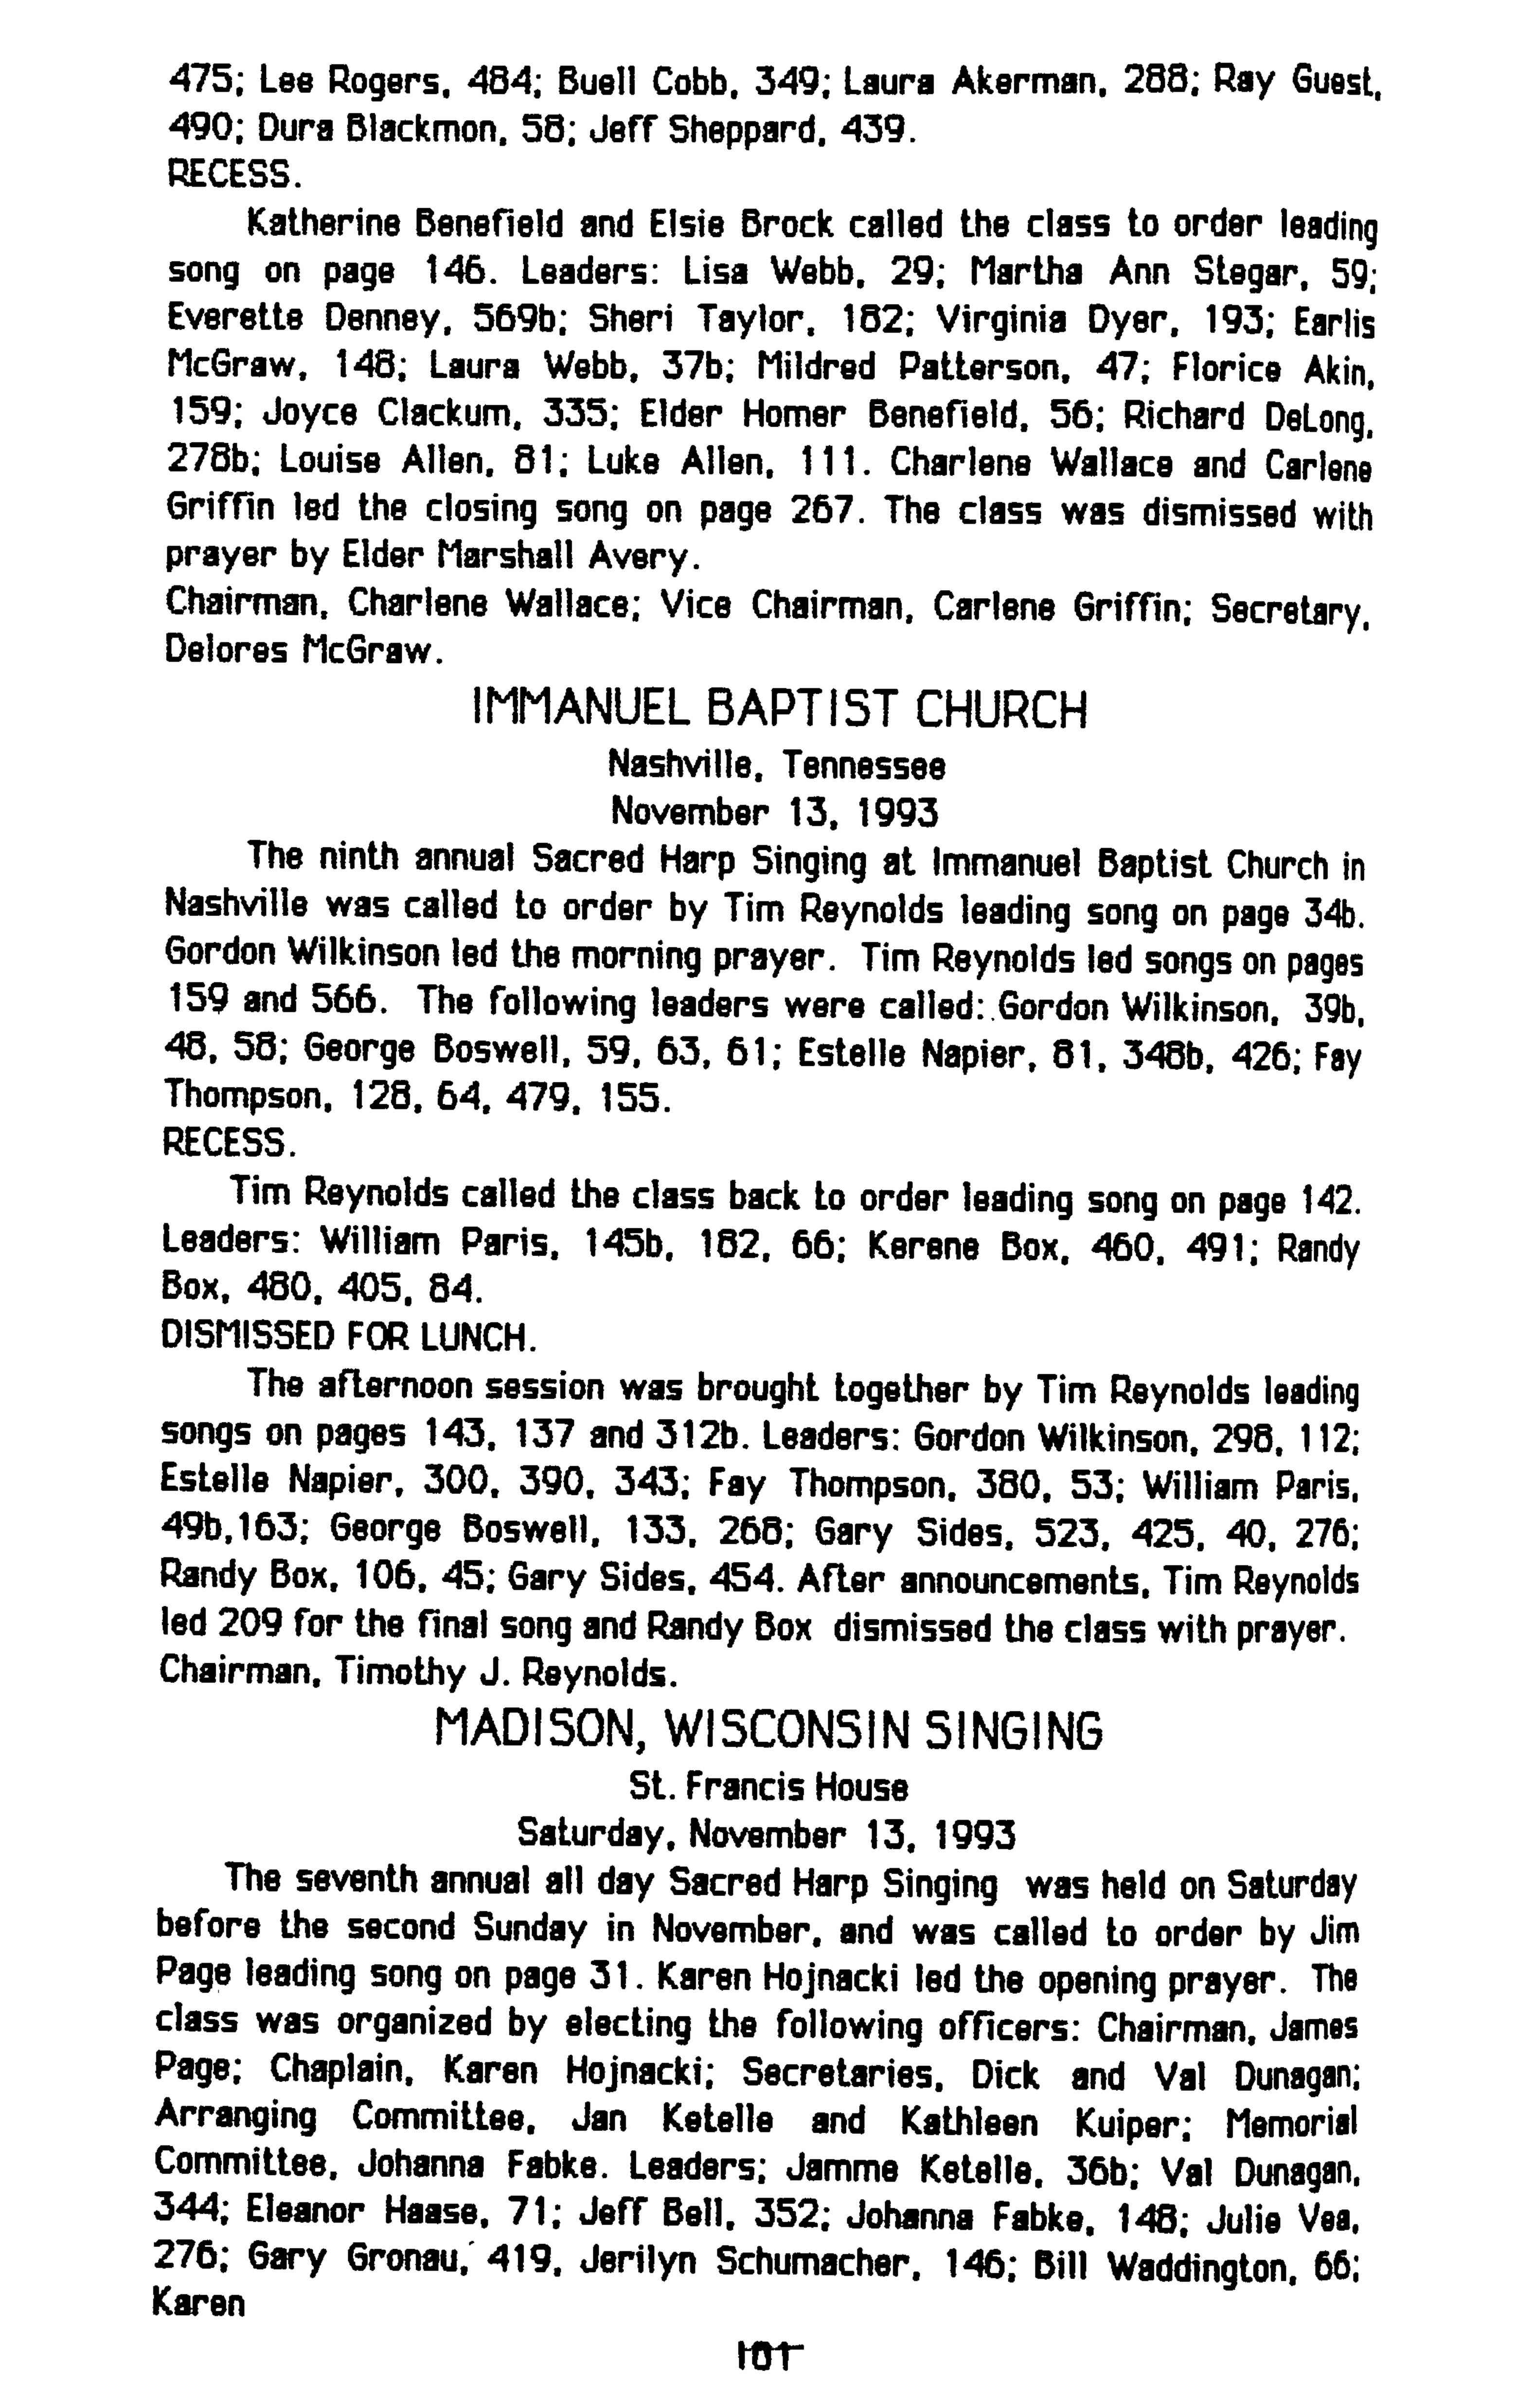 475; Lee Rogers, 484; Buell Cobb, 349; Laura Akerman, 288; Ray Guest,
490; Dura Blackmon, 58; Jeff Sheppard, 439.
RECESS.
Katherine Benefield and Elsie Brock called the class to order leading
song on page 146. Leaders: Lisa Webb, 29; Martha Ann Stegar, 59;
Everette Denney, 569b; Sheri Taylor, 182; Virginia Dyer, 193; Earlis
McGraw, 148; Laura Webb, 37b; Mildred Patterson, 47; Florice Akin,
159; Joyce Clackum, 335; Elder Homer Benefield, 56; Richard DeLong,
278b; Louise Allen, 81; Luke Allen, 111. Charlene Wallace and Carlene
Griffin led the closing song on page 267. The class was dismissed with
prayer by Elder Marshall Avery.
Chairman, Charlene Wallace; Vice Chairman, Carlene Griffin; Secretary,
Delores McGraw.
IMMANUEL BAPTIST CHURCH
Nashville, Tennessee
November 13, 1993
The ninth annual Sacred Harp Singing at Immanuel Baptist Church in
Nashville was called to order by Tim Reynolds leading song on page 34b.
Gordon Wilkinson led the morning prayer. Tim Reynolds led songs on pages
159 and 566. The following leaders were called: Gordon Wilkinson, 39b,
48, 58; George Boswell, 59, 63, 61; Estelle Napier, 81, 348b, 426; Fay
Thompson, 128, 64, 479, 155.
RECESS.
Tim Reynolds called the class back to order leading song on page 142.
Leaders: William Paris, 145b, 182, 66; Kerene Box, 460, 491; Randy
Box, 480, 405, 84.
DISMISSED FOR LUNCH.
The afternoon session was brought together by Tim Reynolds leading
songs on pages 143, 137 and 312b. Leaders: Gordon Wilkinson, 298, 112;
Estelle Napier, 300, 390, 343; Fay Thompson, 380, 53; William Paris,
49b,163; George Boswell, 133, 268; Gary Sides, 523, 425, 40, 276;
Randy Box, 106, 45; Gary Sides, 454. After announcements, Tim Reynolds
led 209 for the final song and Randy Box dismissed the class with prayer.
Chairman, Timothy J. Reynolds.
MADISON, WISCONSIN SINGING
St. Francis House
Saturday, November 13, 1993
The seventh annual all day Sacred Harp Singing was held on Saturday
before the second Sunday in November, and was called to order by Jim
Page leading song on page 31. Karen Hojnacki led the opening prayer. The
class was organized by electing the following officers: Chairman, James
Page; Chaplain, Karen Hojnacki; Secretaries, Dick and Val Dunagan;
Arranging Committee, Jan Ketelle and Kathleen Kuiper; Memorial
Committee, Johanna Fabke. Leaders; Jamme Ketelle, 36b; Val Dunagan,
344; Eleanor Haase, 71; Jeff Bell, 352; Johanna Fabke, 148; Julie Vea,
276; Gary Gronau, 419, Jerilyn Schumacher, 146; Bill Waddington, 66;
Karen
181